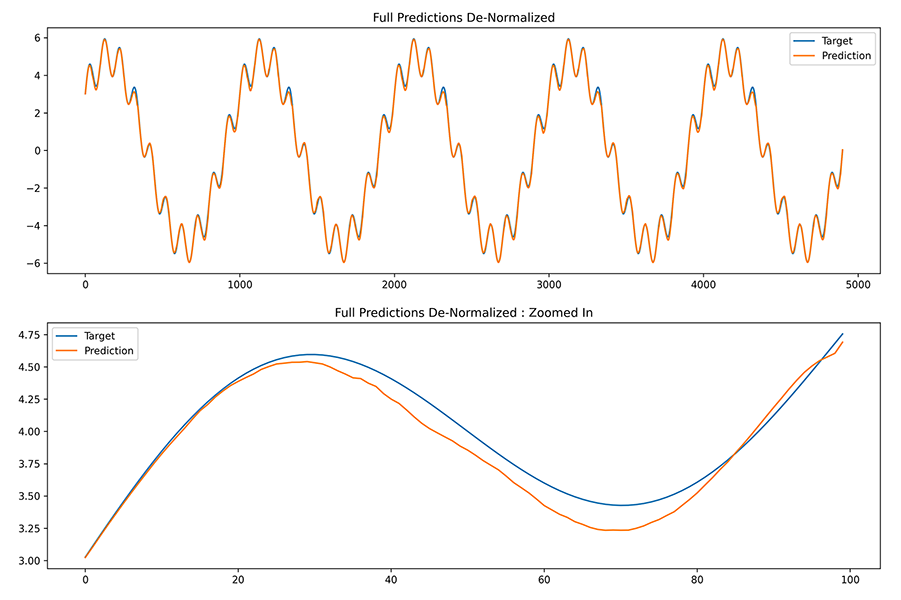 Full Predictions De-Normalized
6
4
2
0
−2
−4
−6
Target
Prediction
0 1000 2000 3000 4000 5000
Full Predictions De-Normalized : Zoomed In
4.75
4.50
4.25
4.00
3.75
3.50
3.25
3.00
Target
Prediction
0 20 40 60 80 100